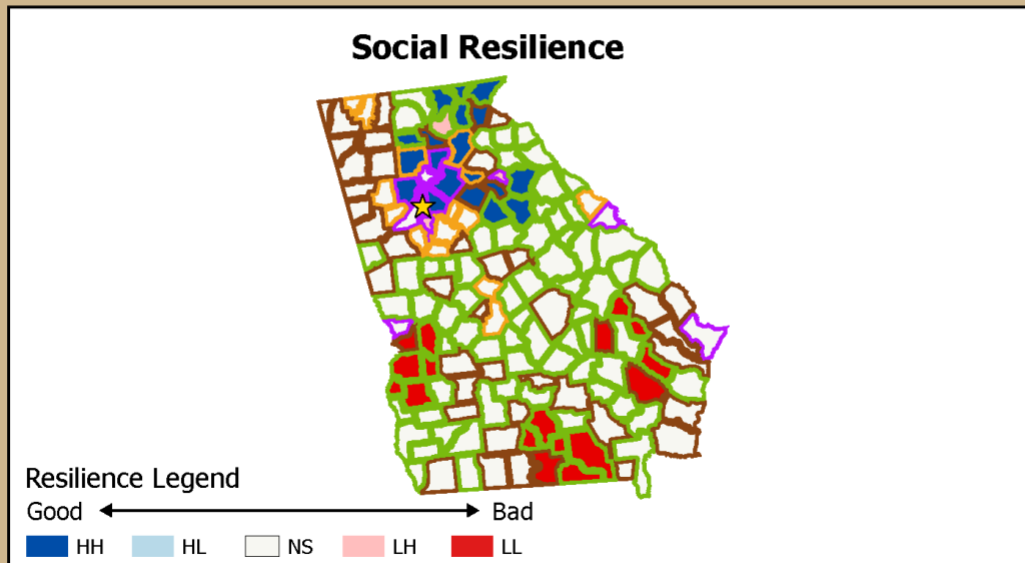 Social Resilience
Resilience Legend
Good Bad
HH HL NS LH LL